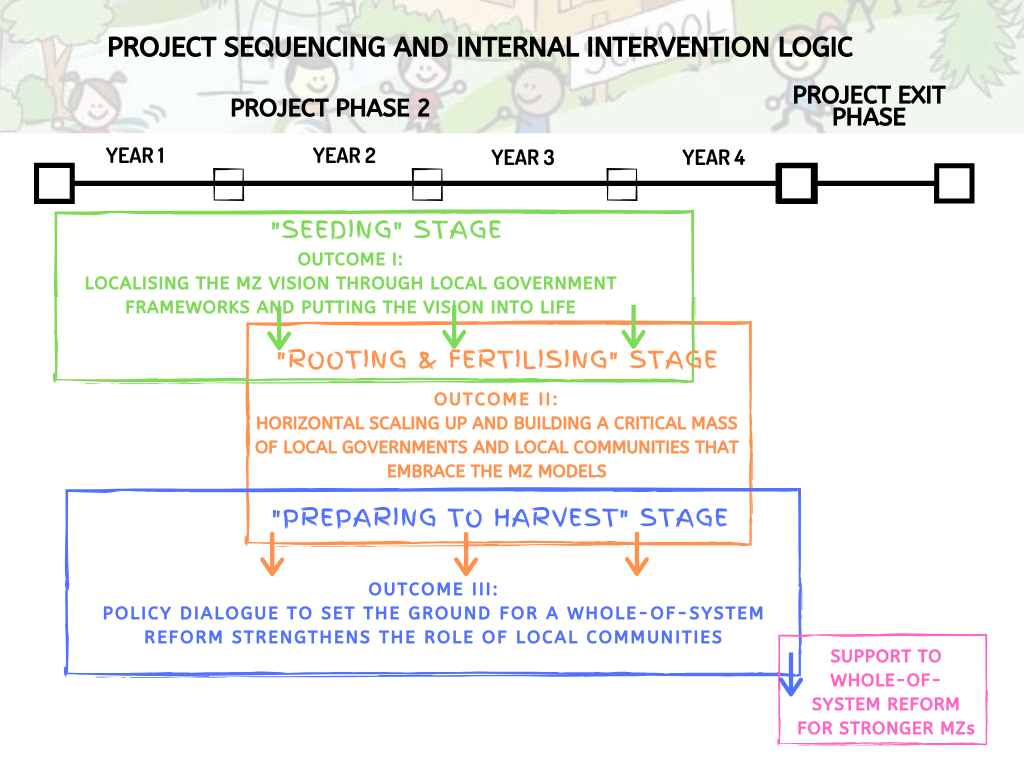 SCHOOL
PROJECT SEQUENCING AND INTERNAL INTERVENTION LOGIC
PROJECT PHASE 2
PROJECT EXIT
PHASE
YEAR 1
YEAR 2
YEAR 3
YEAR 4
"SEEDING" STAGE
OUTCOME I:
LOCALISING THE MZ VISION THROUGH LOCAL GOVERNMENT
FRAMEWORKS AND PUTTING THE VISION INTO LIFE
"ROOTING & FERTILISING" STAGE
OUTCOME II:
HORIZONTAL SCALING UP AND BUILDING A CRITICAL MASS
OF LOCAL GOVERNMENTS AND LOCAL COMMUNITIES THAT
EMBRACE THE MZ MODELS
"PREPARING TO HARVEST" STAGE
OUTCOME III:
POLICY DIALOGUE TO SET THE GROUND FOR A WHOLE-OF-SYSTEM
REFORM STRENGTHENS THE ROLE OF LOCAL COMMUNITIES
SUPPORT TO
WHOLE-OF-
SYSTEM REFORM
FOR STRONGER MZs